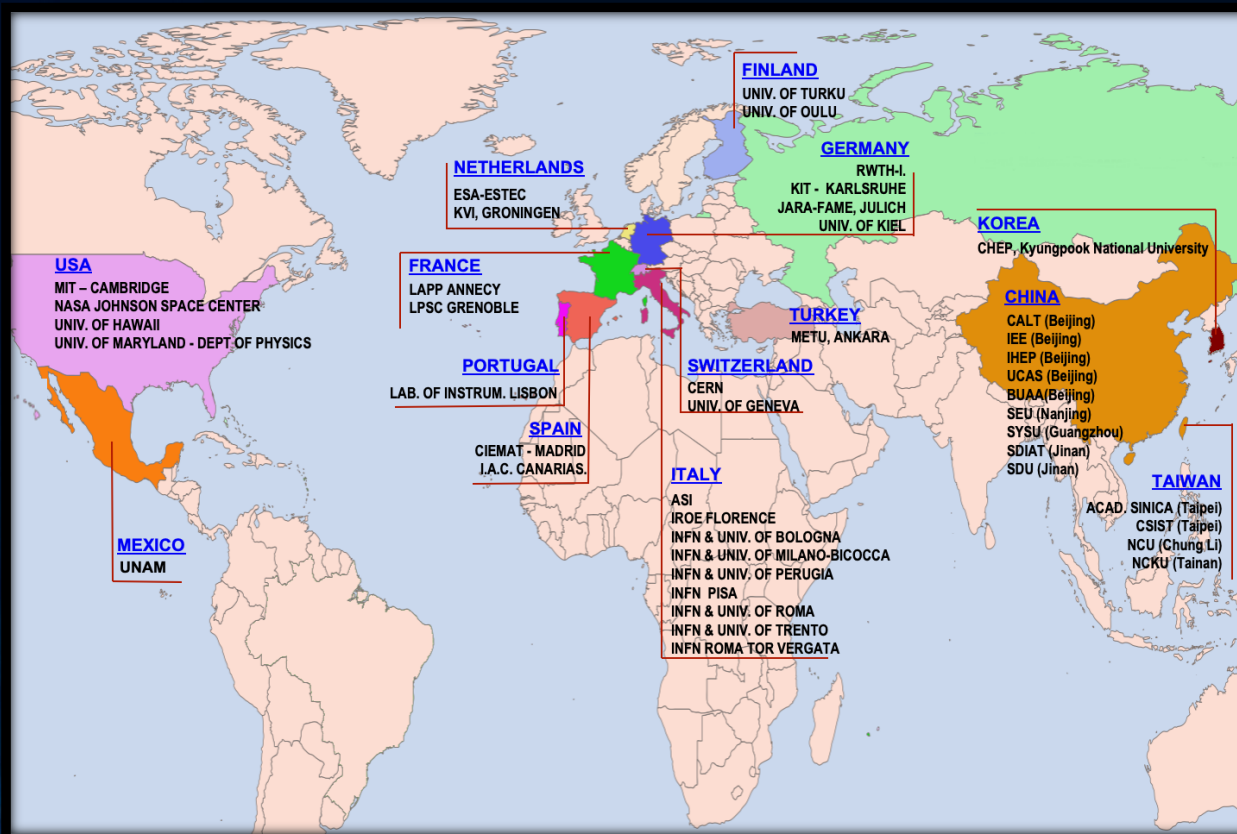 FINLAND
UNIV. OF TURKU
UNIV. OF OULU
GERMANY
RWTH-I.
KIT - KARLSRUHE
JARA-FAME, JULICH
UNIV. OF KIEL
NETHERLANDS
ESA-ESTEC
KVI, GRONINGEN
KOREA
CHEP, Kyungpook National University
USA
MIT – CAMBRIDGE
NASA JOHNSON SPACE CENTER
UNIV. OF HAWAII
UNIV. OF MARYLAND - DEPT OF PHYSICS
FRANCE
LAPP ANNECY
LPSC GRENOBLE
CHINA
CALT (Beijing)
IEE (Beijing)
IHEP (Beijing)
UCAS (Beijing)
BUAA(Beijing)
SEU (Nanjing)
SYSU (Guangzhou)
SDIAT (Jinan)
SDU (Jinan)
TURKEY
METU, ANKARA
PORTUGAL
LAB. OF INSTRUM. LISBON
SWITZERLAND
CERN
UNIV. OF GENEVA
SPAIN
CIEMAT - MADRID
I.A.C. CANARIAS.
ITALY
ASI
IROE FLORENCE
INFN & UNIV. OF BOLOGNA
INFN & UNIV. OF MILANO-BICOCCA
INFN & UNIV. OF PERUGIA
INFN PISA
INFN & UNIV. OF ROMA
INFN & UNIV. OF TRENTO
INFN ROMA TOR VERGATA
TAIWAN
ACAD. SINICA (Taipei)
CSIST (Taipei)
NCU (Chung Li)
NCKU (Tainan)
MEXICO
UNAM